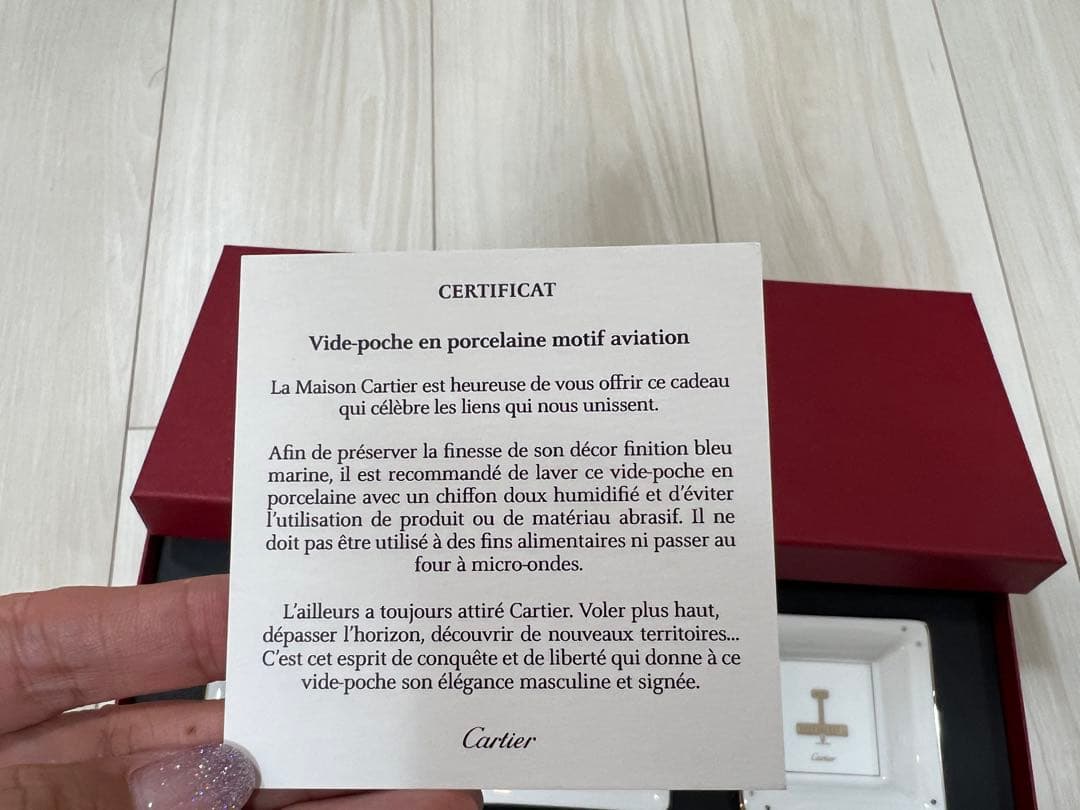 CERTIFICAT
Vide-poche en porcelaine motif aviation
La Maison Cartier est heureuse de vous offrir ce cadeau
qui célèbre les liens qui nous unissent.
Afin de préserver la finesse de son décor finition bleu
marine, il est recommandé de laver ce vide-poche en
porcelaine avec un chiffon doux humidifié et d'éviter
l'utilisation de produit ou de matériau abrasif. Il ne
doit pas être utilisé à des fins alimentaires ni passer au
four à micro-ondes.
L'ailleurs a toujours attiré Cartier. Voler plus haut,
dépasser l'horizon, découvrir de nouveaux territoires...
C'est cet esprit de conquête et de liberté qui donne à ce
vide-poche son élégance masculine et signée.
Cartier
Cartier